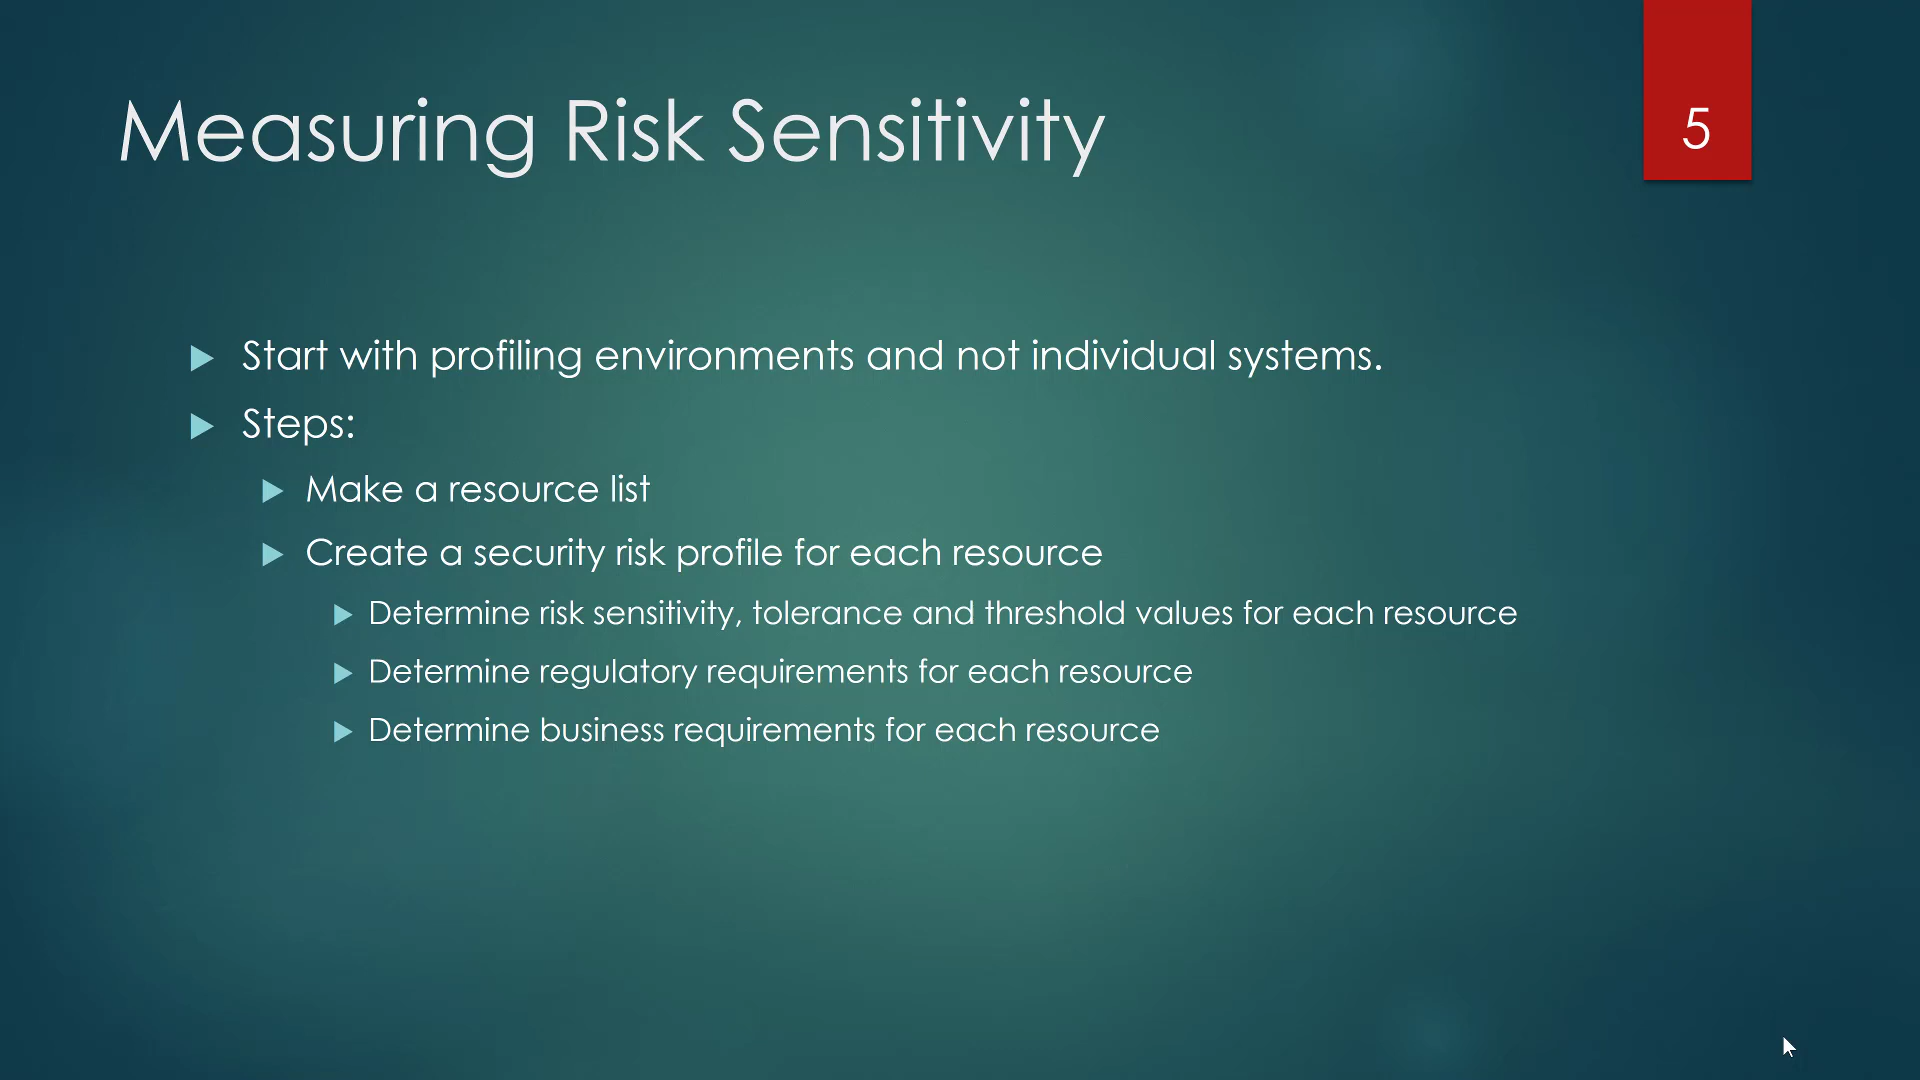 Measuring Risk Sensitivity
5
Start with profiling environments and not individual systems.
Steps:
Make a resource list
Create a security risk profile for each resource
Determine risk sensitivity, tolerance and threshold values for each resource
Determine regulatory requirements for each resource
Determine business requirements for each resource